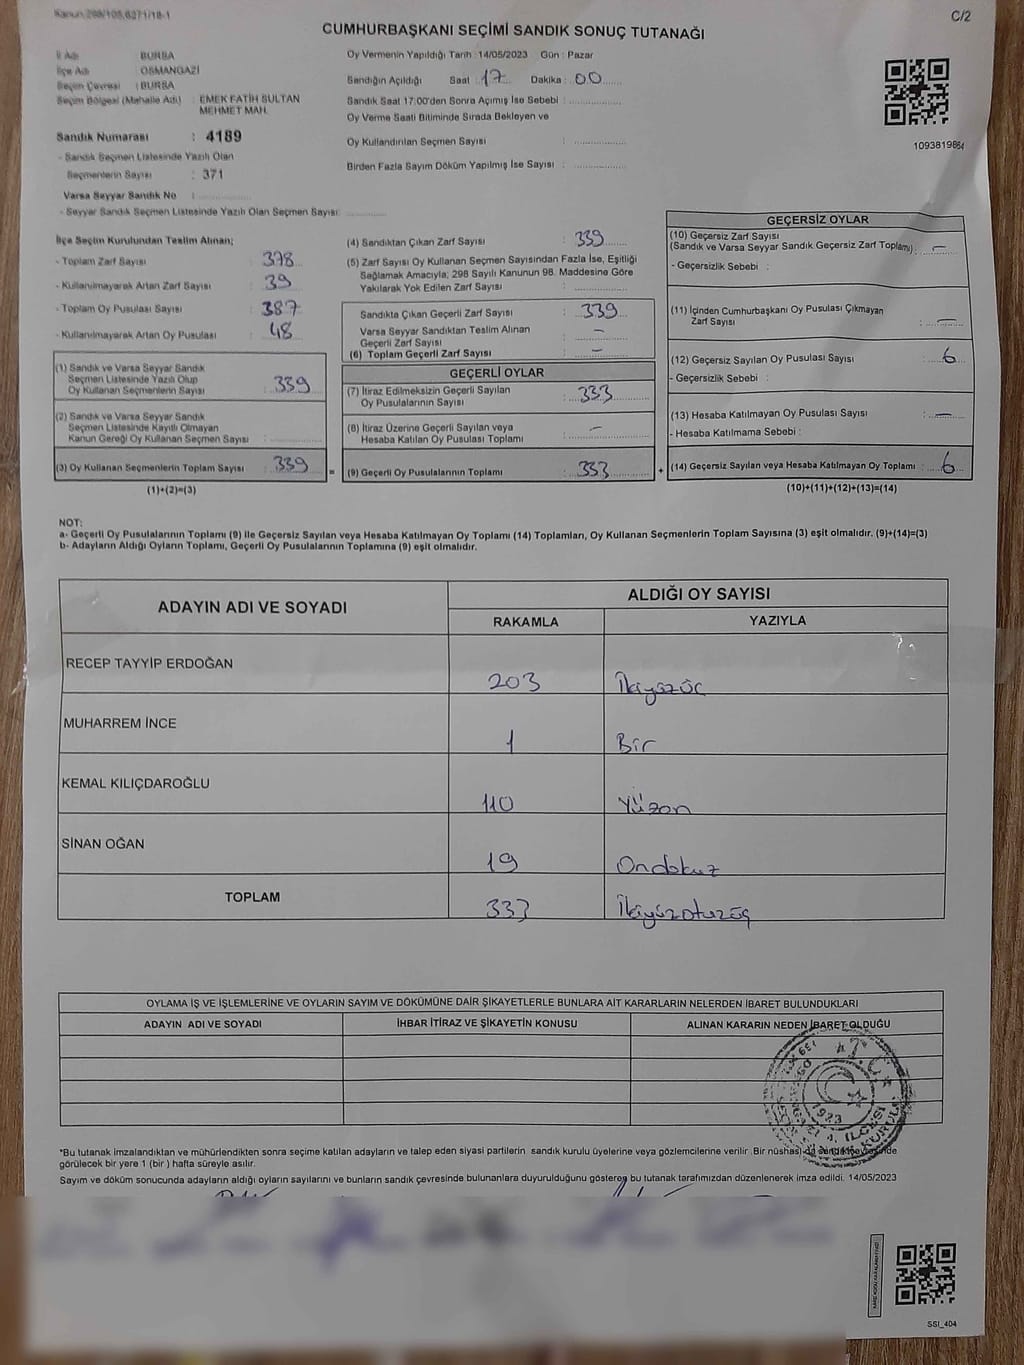 Kanun:298/105,6271/18-1
C/2
CUMHURBAŞKANI SEÇİMİ SANDIK SONUÇ TUTANAĞI
İl Adı : BURSA
İlçe Adı : OSMANGAZİ
Seçim Çevresi : BURSA
Seçim Bölgesi (Mahalle Adı) : EMEK FATİH SULTAN
MEHMET MAH.
Sandık Numarası : 4189
- Sandık Seçmen Listesinde Yazılı Olan
Seçmenlerin Sayısı : 371
Varsa Seyyar Sandık No :
- Seyyar Sandık Seçmen Listesinde Yazılı Olan Seçmen Sayısı:
Oy Vermenin Yapıldığı Tarih : 14/05/2023 Gün : Pazar
Sandığın Açıldığı Saat : 17 Dakika : 00
Sandık Saat 17:00'den Sonra Açımış İse Sebebi :
Oy Verme Saati Bitiminde Sırada Bekleyen ve
Oy Kullandırılan Seçmen Sayısı :
Birden Fazla Sayım Döküm Yapılmış İse Sayısı :
1093819864
İlçe Seçim Kurulundan Teslim Alınan;
- Toplam Zarf Sayısı : 378
- Kullanılmayarak Artan Zarf Sayısı : 39
- Toplam Oy Pusulası Sayısı : 387
- Kullanılmayarak Artan Oy Pusulası : 48
(1) Sandık ve Varsa Seyyar Sandık
Seçmen Listesinde Yazılı Olup
Oy Kullanan Seçmenlerin Sayısı : 339
(2) Sandık ve Varsa Seyyar Sandık
Seçmen Listesinde Kayıtlı Olmayan
Kanun Gereği Oy Kullanan Seçmen Sayısı :
(3) Oy Kullanan Seçmenlerin Toplam Sayısı : 339
(1)+(2)=(3)
(4) Sandıktan Çıkan Zarf Sayısı : 339
(5) Zarf Sayısı Oy Kullanan Seçmen Sayısından Fazla İse, Eşitliği
Sağlamak Amacıyla; 298 Sayılı Kanunun 98. Maddesine Göre
Yakılarak Yok Edilen Zarf Sayısı :
Sandıkta Çıkan Geçerli Zarf Sayısı : 339
Varsa Seyyar Sandıktan Teslim Alınan
Geçerli Zarf Sayısı : -
(6) Toplam Geçerli Zarf Sayısı : -
=
GEÇERLİ OYLAR
(7) İtiraz Edilmeksizin Geçerli Sayılan
Oy Pusulalarının Sayısı : 333
(8) İtiraz Üzerine Geçerli Sayılan veya
Hesaba Katılan Oy Pusulası Toplamı : -
(9) Geçerli Oy Pusulalarının Toplamı : 333
+
GEÇERSİZ OYLAR
(10) Geçersiz Zarf Sayısı
(Sandık ve Varsa Seyyar Sandık Geçersiz Zarf Toplamı) : -
- Geçersizlik Sebebi :
(11) İçinden Cumhurbaşkanı Oy Pusulası Çıkmayan
Zarf Sayısı : -
(12) Geçersiz Sayılan Oy Pusulası Sayısı : 6
- Geçersizlik Sebebi :
(13) Hesaba Katılmayan Oy Pusulası Sayısı : -
- Hesaba Katılmama Sebebi :
(14) Geçersiz Sayılan veya Hesaba Katılmayan Oy Toplamı : 6
(10)+(11)+(12)+(13)=(14)
NOT:
a- Geçerli Oy Pusulalarının Toplamı (9) ile Geçersiz Sayılan veya Hesaba Katılmayan Oy Toplamı (14) Toplamları, Oy Kullanan Seçmenlerin Toplam Sayısına (3) eşit olmalıdır. (9)+(14)=(3)
b- Adayların Aldığı Oyların Toplamı, Geçerli Oy Pusulalarının Toplamına (9) eşit olmalıdır.
ADAYIN ADI VE SOYADI
ALDIĞI OY SAYISI
RAKAMLA YAZIYLA
RECEP TAYYİP ERDOĞAN 203 İkiyüzüç
MUHARREM İNCE 1 Bir
KEMAL KILIÇDAROĞLU 110 Yüzon
SİNAN OĞAN 19 Ondokuz
TOPLAM 333 İkiyüzotuzüç
OYLAMA İŞ VE İŞLEMLERİNE VE OYLARIN SAYIM VE DÖKÜMÜNE DAİR ŞİKAYETLERLE BUNLARA AİT KARARLARIN NELERDEN İBARET BULUNDUKLARI
ADAYIN ADI VE SOYADI İHBAR İTİRAZ VE ŞİKAYETİN KONUSU ALINAN KARARIN NEDEN İBARET OLDUĞU
T.C.
1923
*Bu tutanak imzalandıktan ve mühürlendikten sonra seçime katılan adayların ve talep eden siyasi partilerin sandık kurulu üyelerine veya gözlemcilerine verilir. Bir nüshası da
görülecek bir yere 1 (bir ) hafta süreyle asılır.
Sayım ve döküm sonucunda adayların aldığı oyların sayılarını ve bunların sandık çevresinde bulunanlara duyurulduğunu gösteren bu tutanak tarafımızdan düzenlenerek imza edildi. 14/05/2023
SSI_404